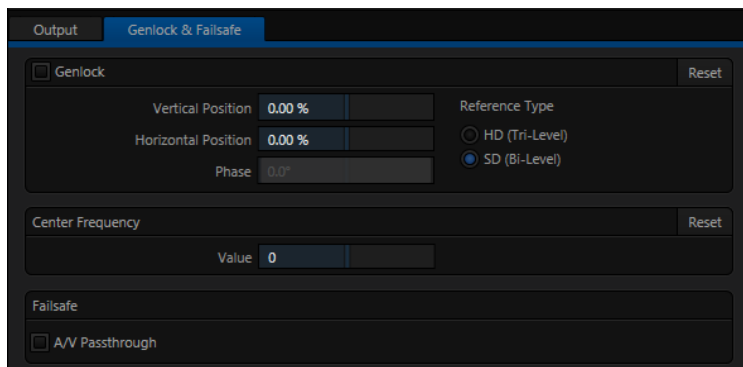 Output Genlock & Failsafe
Genlock Reset
Vertical Position 0.00 % Reference Type
Horizontal Position 0.00 % HD (Tri-Level)
SD (Bi-Level)
Phase 0.0°
Center Frequency Reset
Value 0
Failsafe
A/V Passthrough